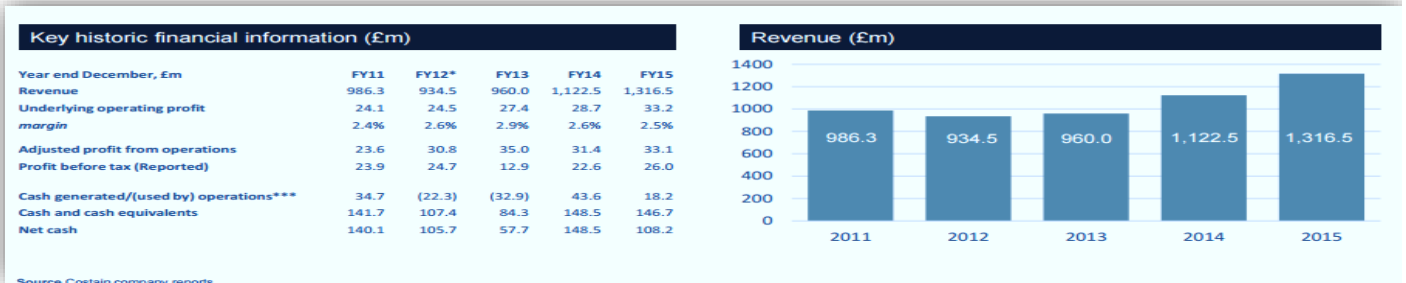 Key historic financial information (£m)
Year end December, £m FY11 FY12* FY13 FY14 FY15
Revenue 986.3 934.5 960.0 1,122.5 1,316.5
Underlying operating profit 24.1 24.5 27.4 28.7 33.2
margin 2.4% 2.6% 2.9% 2.6% 2.5%
Adjusted profit from operations 23.6 30.8 35.0 31.4 33.1
Profit before tax (Reported) 23.9 24.7 12.9 22.6 26.0
Cash generated/(used by) operations*** 34.7 (22.3) (32.9) 43.6 18.2
Cash and cash equivalents 141.7 107.4 84.3 148.5 146.7
Net cash 140.1 105.7 57.7 148.5 108.2
Source Costain company reports
Revenue (£m)
1400
1200
1000
800
600
400
200
0
986.3 934.5 960.0 1,122.5 1,316.5
2011 2012 2013 2014 2015